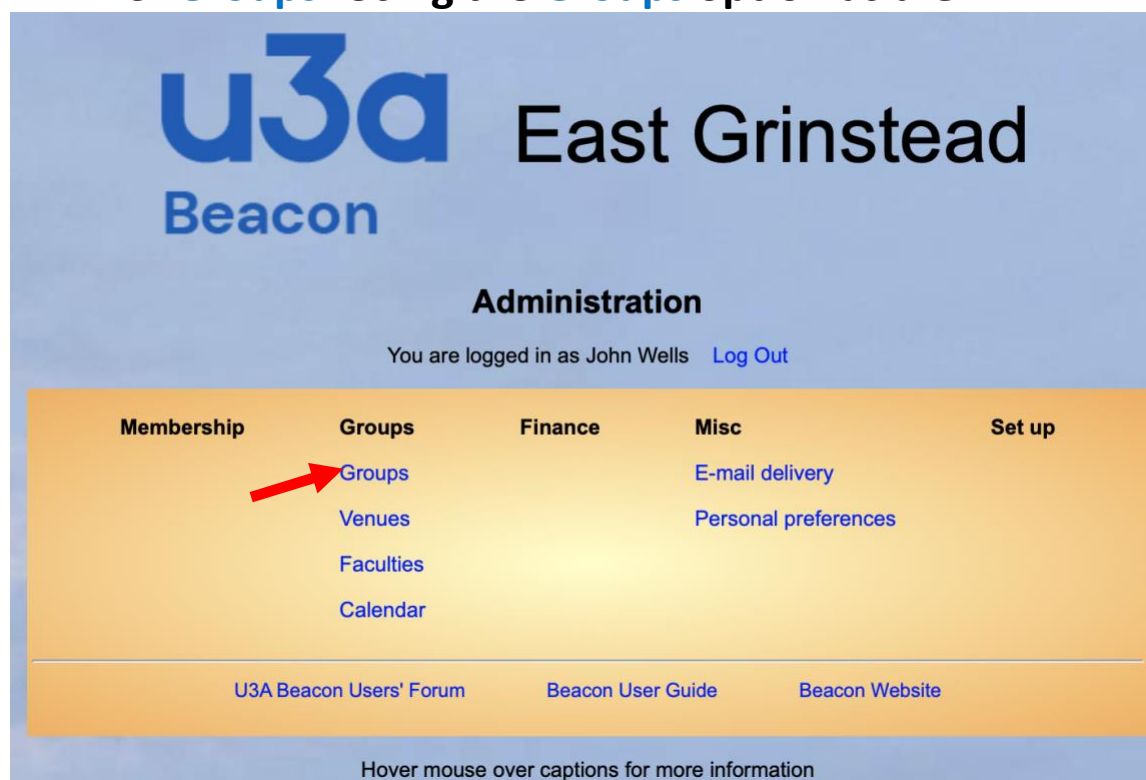 u3a
Beacon
East Grinstead
Administration
You are logged in as John Wells Log Out
Membership Groups Finance Misc Set up
Groups E-mail delivery
Venues Personal preferences
Faculties
Calendar
U3A Beacon Users' Forum Beacon User Guide Beacon Website
Hover mouse over captions for more information